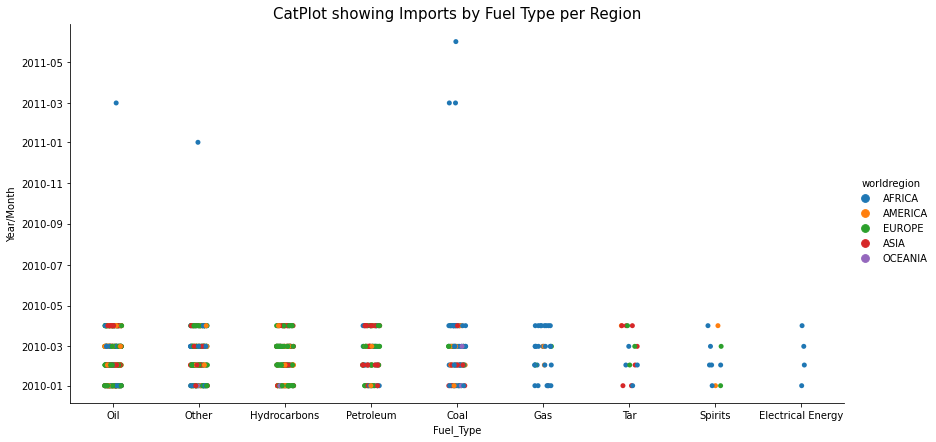 CatPlot showing Imports by Fuel Type per Region
Year/Month
2011-05
2011-03
2011-01
2010-11
2010-09
2010-07
2010-05
2010-03
2010-01
Oil Other Hydrocarbons Petroleum Coal Gas Tar Spirits Electrical Energy
Fuel_Type
worldregion
AFRICA
AMERICA
EUROPE
ASIA
OCEANIA